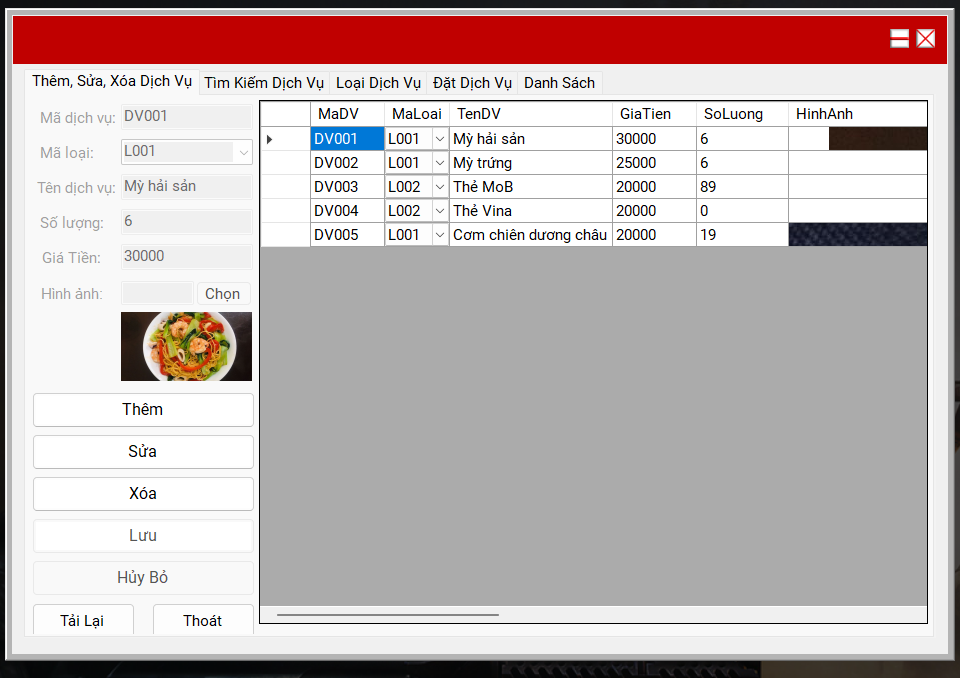 Thêm, Sửa, Xóa Dịch Vụ Tìm Kiếm Dịch Vụ Loại Dịch Vụ Đặt Dịch Vụ Danh Sách
Mã dịch vụ: DV001
Mã loại: L001
Tên dịch vụ: Mỳ hải sản
Số lượng: 6
Giá Tiền: 30000
Hình ảnh: Chọn
Thêm
Sửa
Xóa
Lưu
Hủy Bỏ
Tải Lại Thoát
MaDV MaLoai TenDV GiaTien SoLuong HinhAnh
DV001 L001 Mỳ hải sản 30000 6
DV002 L001 Mỳ trứng 25000 6
DV003 L002 Thẻ MoB 20000 89
DV004 L002 Thẻ Vina 20000 0
DV005 L001 Cơm chiên dương châu 20000 19